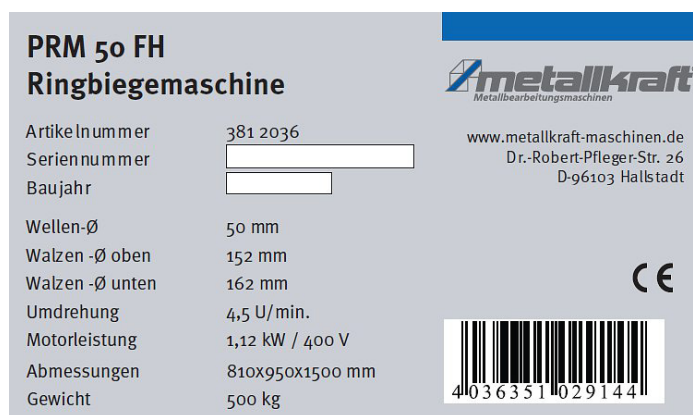 PRM 50 FH
Ringbiegemaschine
Artikelnummer 381 2036
Seriennummer
Baujahr
Wellen-Ø 50 mm
Walzen -Ø oben 152 mm
Walzen -Ø unten 162 mm
Umdrehung 4,5 U/min.
Motorleistung 1,12 kW / 400 V
Abmessungen 810x950x1500 mm
Gewicht 500 kg
metallkraft
Metallbearbeitungsmaschinen
www.metallkraft-maschinen.de
Dr.-Robert-Pfleger-Str. 26
D-96103 Hallstadt
CE
4 036351 029144